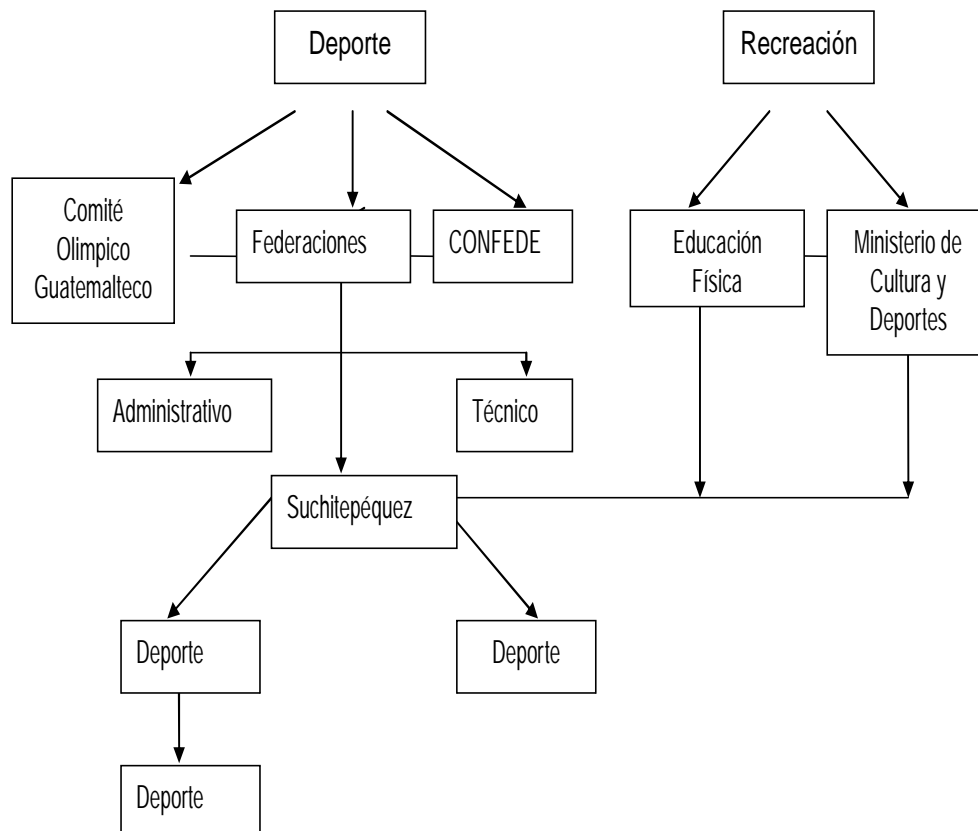 Deporte
Recreación
Comité
Olimpico
Guatemalteco
Federaciones
CONFEDE
Educación
Física
Ministerio de
Cultura y
Deportes
Administrativo
Técnico
Suchitepéquez
Deporte
Deporte
Deporte